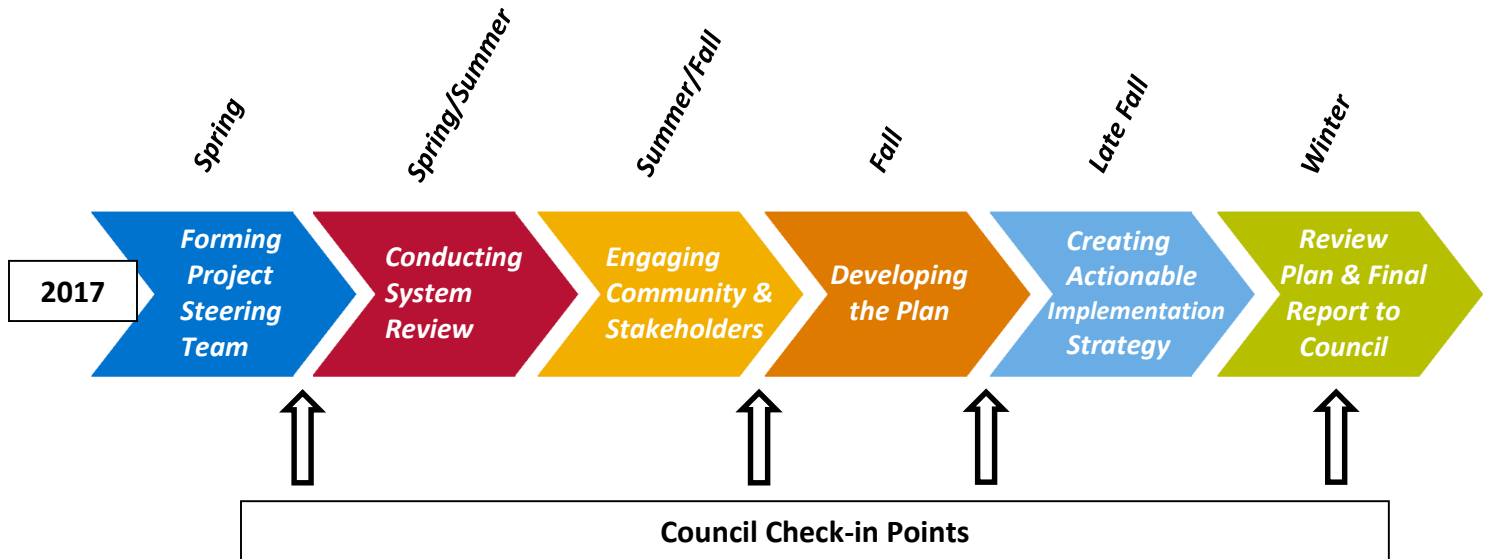 Spring
Spring/Summer
Summer/Fall
Fall
Late Fall
Winter
2017
Forming
Project
Steering
Team
Conducting
System
Review
Engaging
Community &
Stakeholders
Developing
the Plan
Creating
Actionable
Implementation
Strategy
Review
Plan & Final
Report to
Council
Council Check-in Points